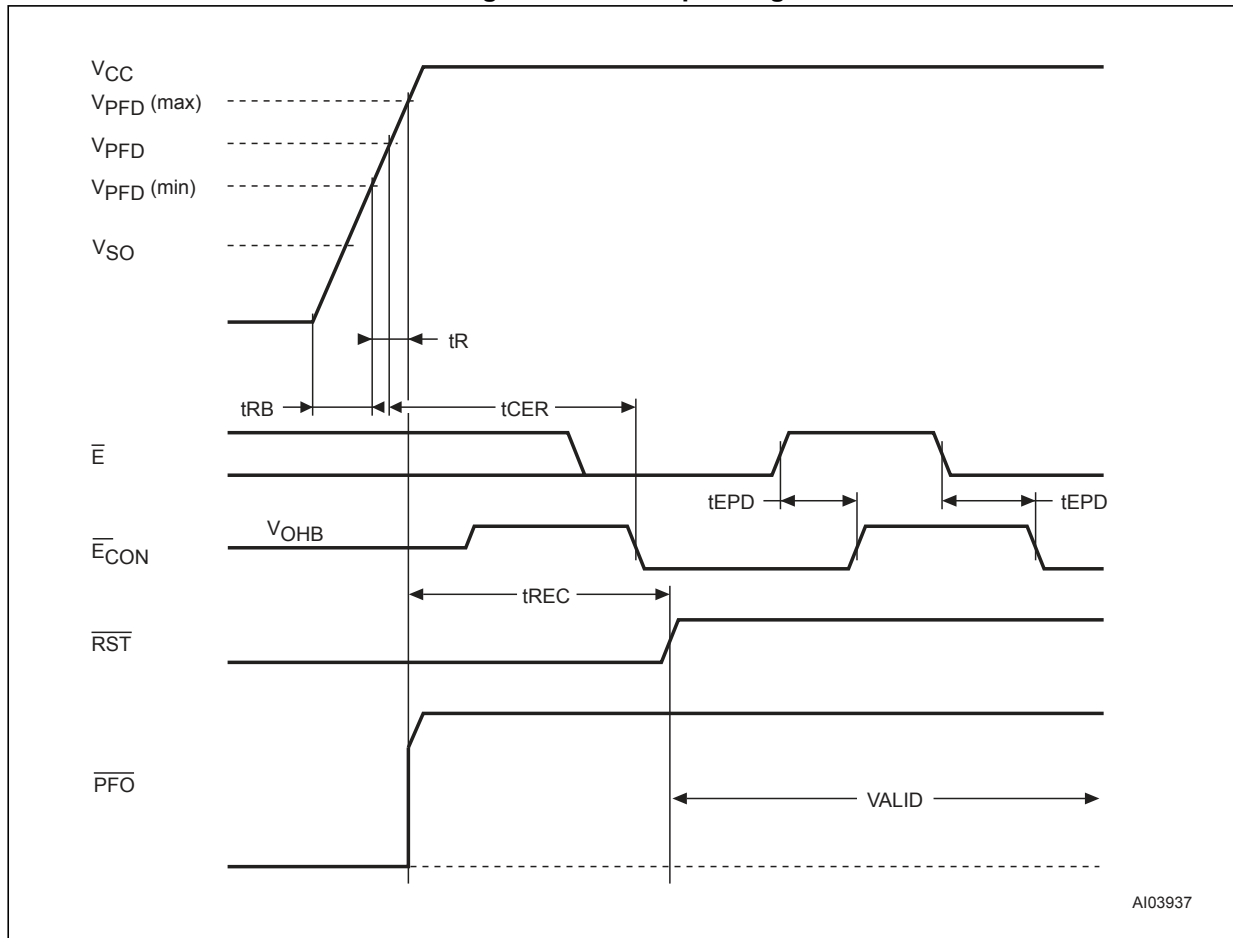 VCC
VPFD (max)
VPFD
VPFD (min)
VSO
tR
tRB
tCER
E
tEPD
tEPD
VOHB
ECON
tREC
RST
PFO
VALID
AI03937